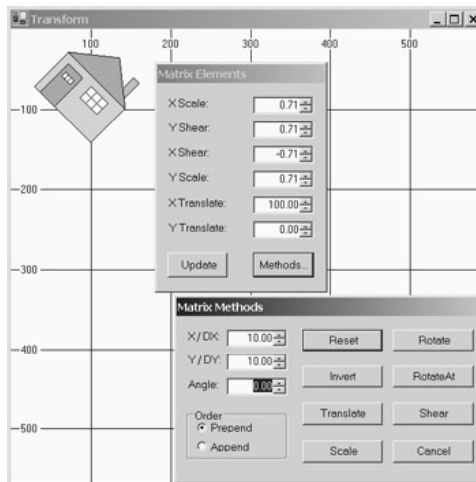 Transform
100 200 300 400 500
100
200
300
400
500
Matrix Elements
X Scale: 0.71
Y Shear: 0.71
X Shear: -0.71
Y Scale: 0.71
X Translate: 100.00
Y Translate: 0.00
Update Methods...
Matrix Methods
X/DX: 10.00
Y/DY: 10.00
Angle: 0.00
Order
Prepend
Append
Reset Rotate
Invert RotateAt
Translate Shear
Scale Cancel